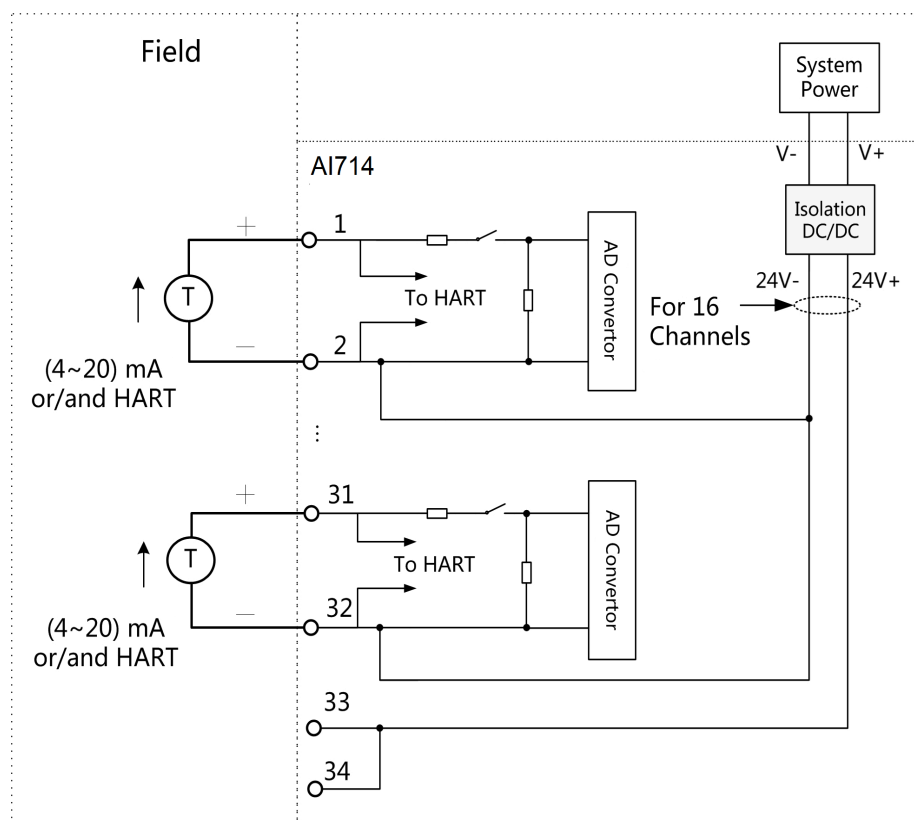 Field
System
Power
V-
V+
AI714
Isolation
DC/DC
24V-
24V+
For 16
Channels
+
1
T
To HART
AD Convertor
—
2
(4~20) mA
or/and HART
⋮
+
31
T
To HART
AD Convertor
—
32
(4~20) mA
or/and HART
33
34